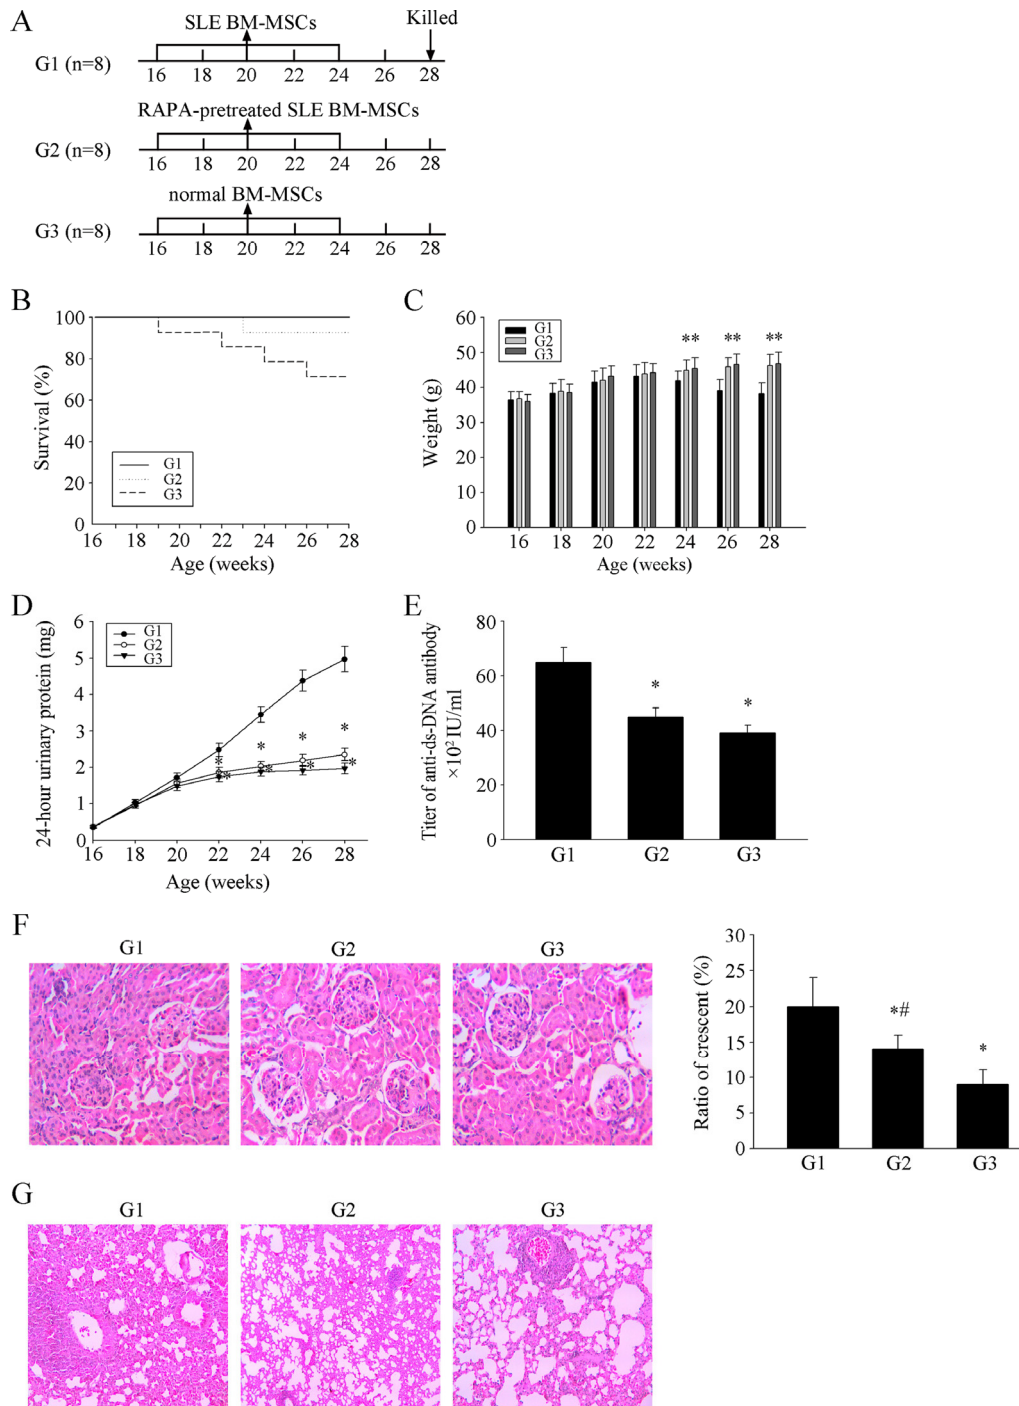 A
SLE BM-MSCs
Killed
G1 (n=8)
16 18 20 22 24 26 28
RAPA-pretreated SLE BM-MSCs
G2 (n=8)
16 18 20 22 24 26 28
normal BM-MSCs
G3 (n=8)
16 18 20 22 24 26 28
B
Survival (%)
100
80
60
40
20
0
G1
G2
G3
16 18 20 22 24 26 28
Age (weeks)
C
Weight (g)
60
50
40
30
20
10
0
G1
G2
G3
** ** **
16 18 20 22 24 26 28
Age (weeks)
D
24-hour urinary protein (mg)
6
5
4
3
2
1
0
G1
G2
G3
* * * *
* * * *
16 18 20 22 24 26 28
Age (weeks)
E
Titer of anti-ds-DNA antibody
×10² IU/ml
80
60
40
20
0
* *
G1 G2 G3
F
G1 G2 G3
Ratio of crescent (%)
30
25
20
15
10
5
0
*# *
G1 G2 G3
G
G1 G2 G3